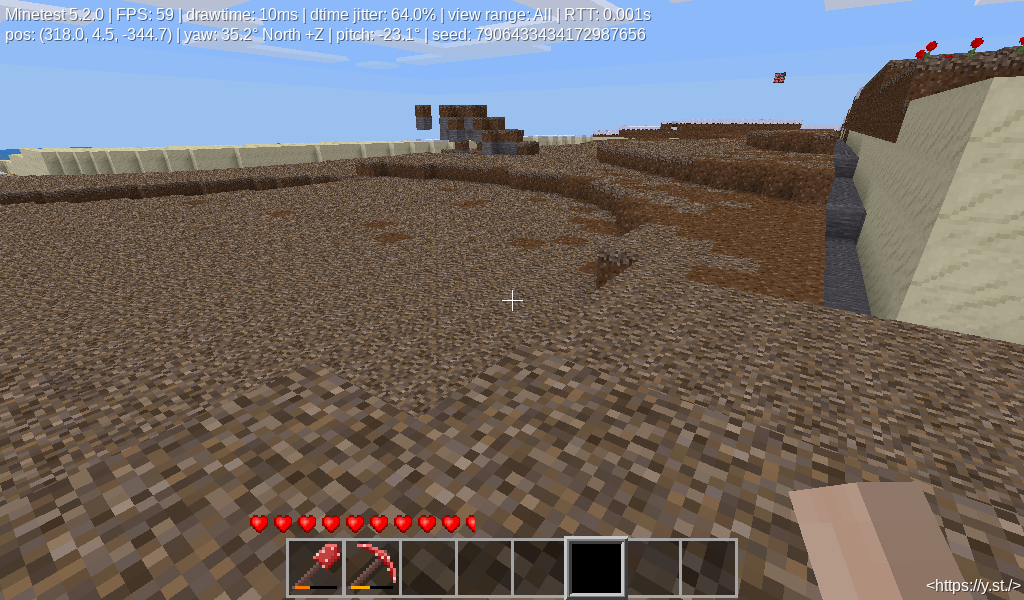 Minetest 5.2.0 | FPS: 59 | drawtime: 10ms | dtime jitter: 64.0% | view range: All | RTT: 0.001s
pos: (318.0, 4.5, -344.7) | yaw: 35.2° North +Z | pitch: -23.1° | seed: 7906433434172987656
<https://y.st./>